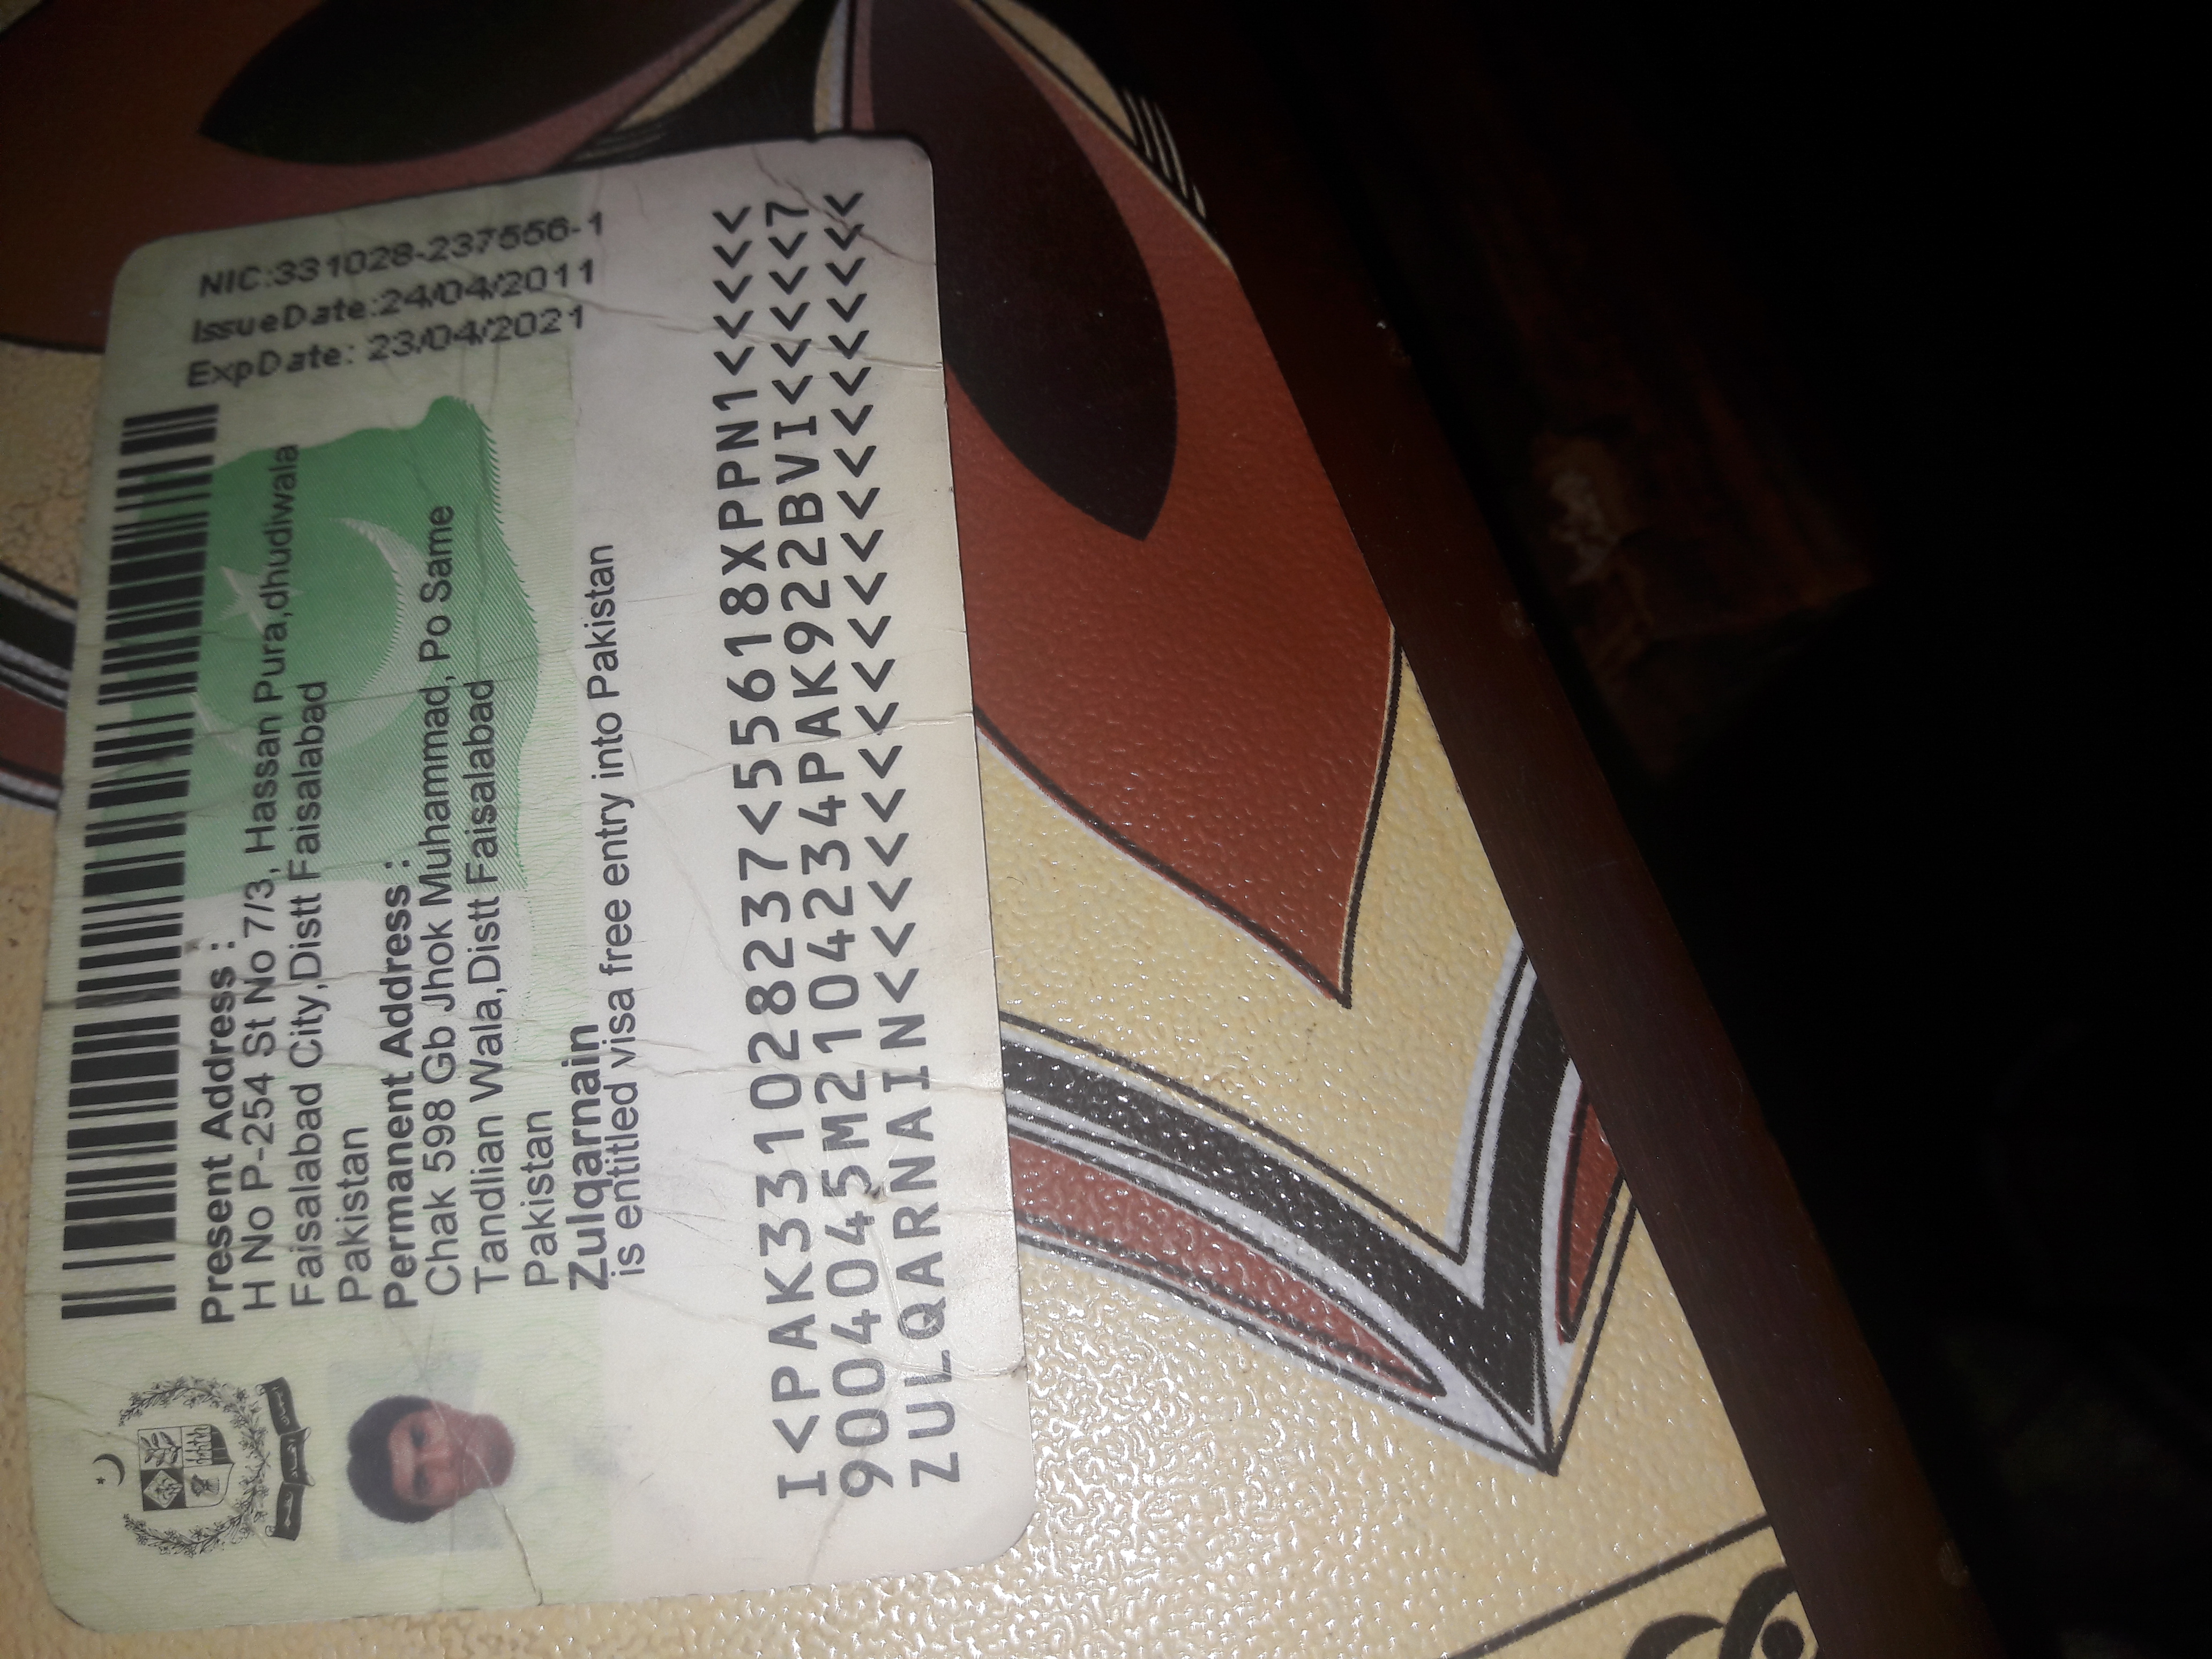 Present Address :
H No P-254 St No 7/3, Hassan Pura,dhudiwala
Faisalabad City,Distt Faisalabad
Pakistan
Permanent Address :
Chak 598 Gb Jhok Muhammad, Po Same
Tandlian Wala,Distt Faisalabad
Pakistan
Zulqarnain
is entitled visa free entry into Pakistan
NIC:331028-237556-1
IssueDate:24/04/2011
ExpDate: 23/04/2021
I<PAK331028237<55618XPPN1<<<<<
9004045M2104234PAK922BVI<<<<<7
ZULQARNAIN<<<<<<<<<<<<<<<<<<<<